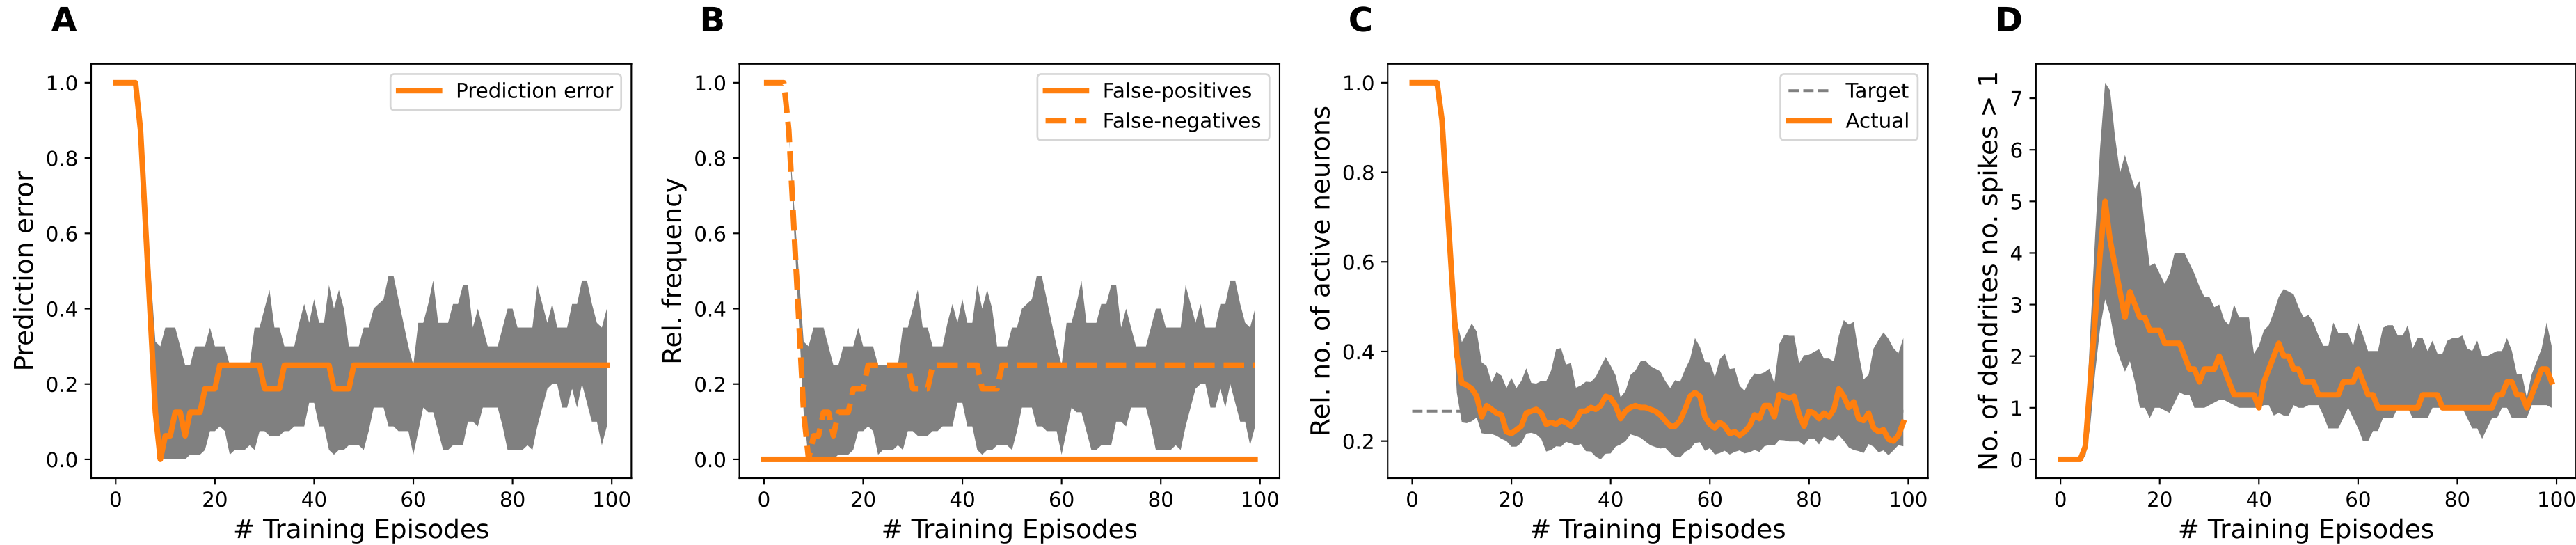 A
B
C
D
Prediction error
1.0
0.8
0.6
0.4
0.2
0.0
Prediction error
0
20
40
60
80
100
# Training Episodes
Rel. frequency
1.0
0.8
0.6
0.4
0.2
0.0
False-positives
False-negatives
0
20
40
60
80
100
# Training Episodes
Rel. no. of active neurons
1.0
0.8
0.6
0.4
0.2
Target
Actual
0
20
40
60
80
100
# Training Episodes
No. of dendrites no. spikes > 1
7
6
5
4
3
2
1
0
0
20
40
60
80
100
# Training Episodes